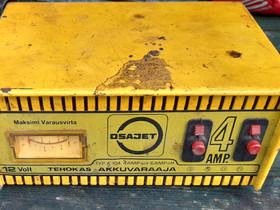 Maksimi Varausvirta
OSAJET
4
AMP.
12 Volt
TEHOKAS - AKKUVARAAJA